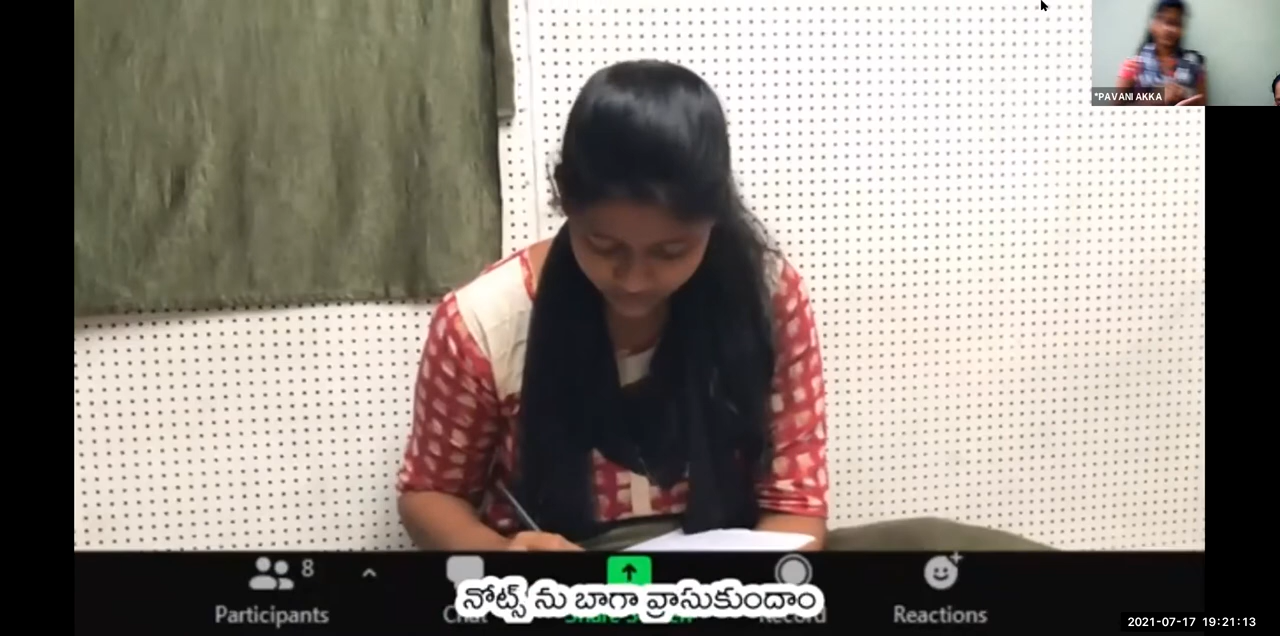 *PAVANI AKKA
8
Participants
నోట్స్ ను బాగా వ్రాసుకుందాం
Reactions
2021-07-17 19:21:13